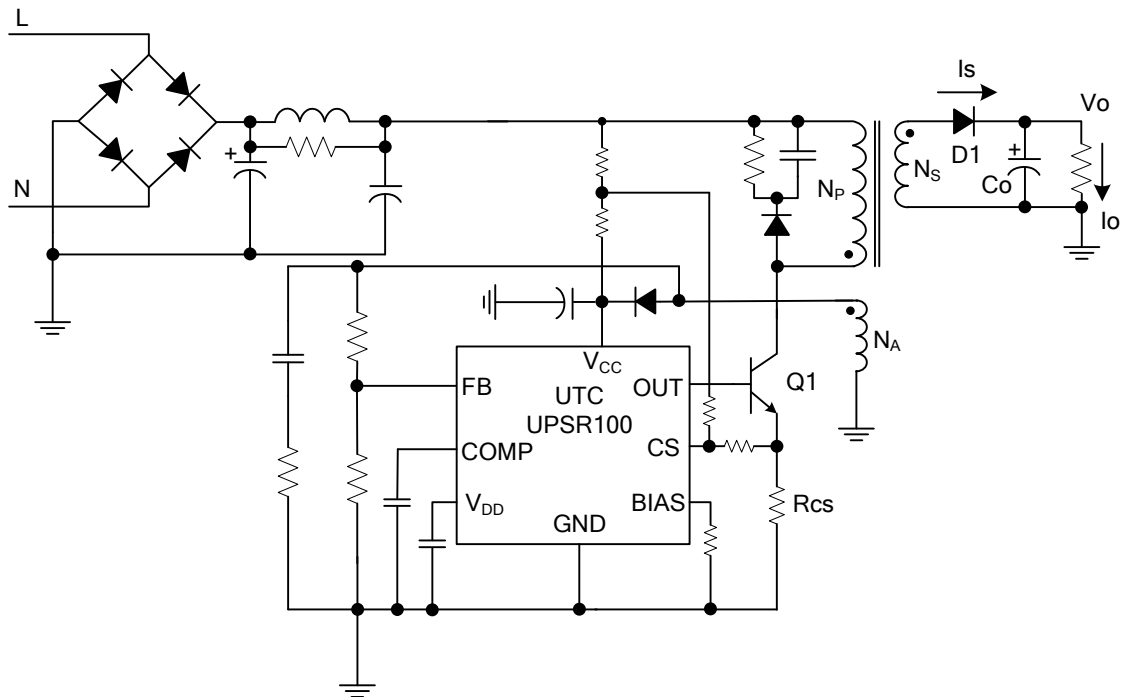 L
N
+
Is
Vo
D1
+
Co
Io
NP
NS
NA
VCC
UTC
UPSR100
FB
COMP
VDD
GND
OUT
CS
BIAS
Q1
Rcs